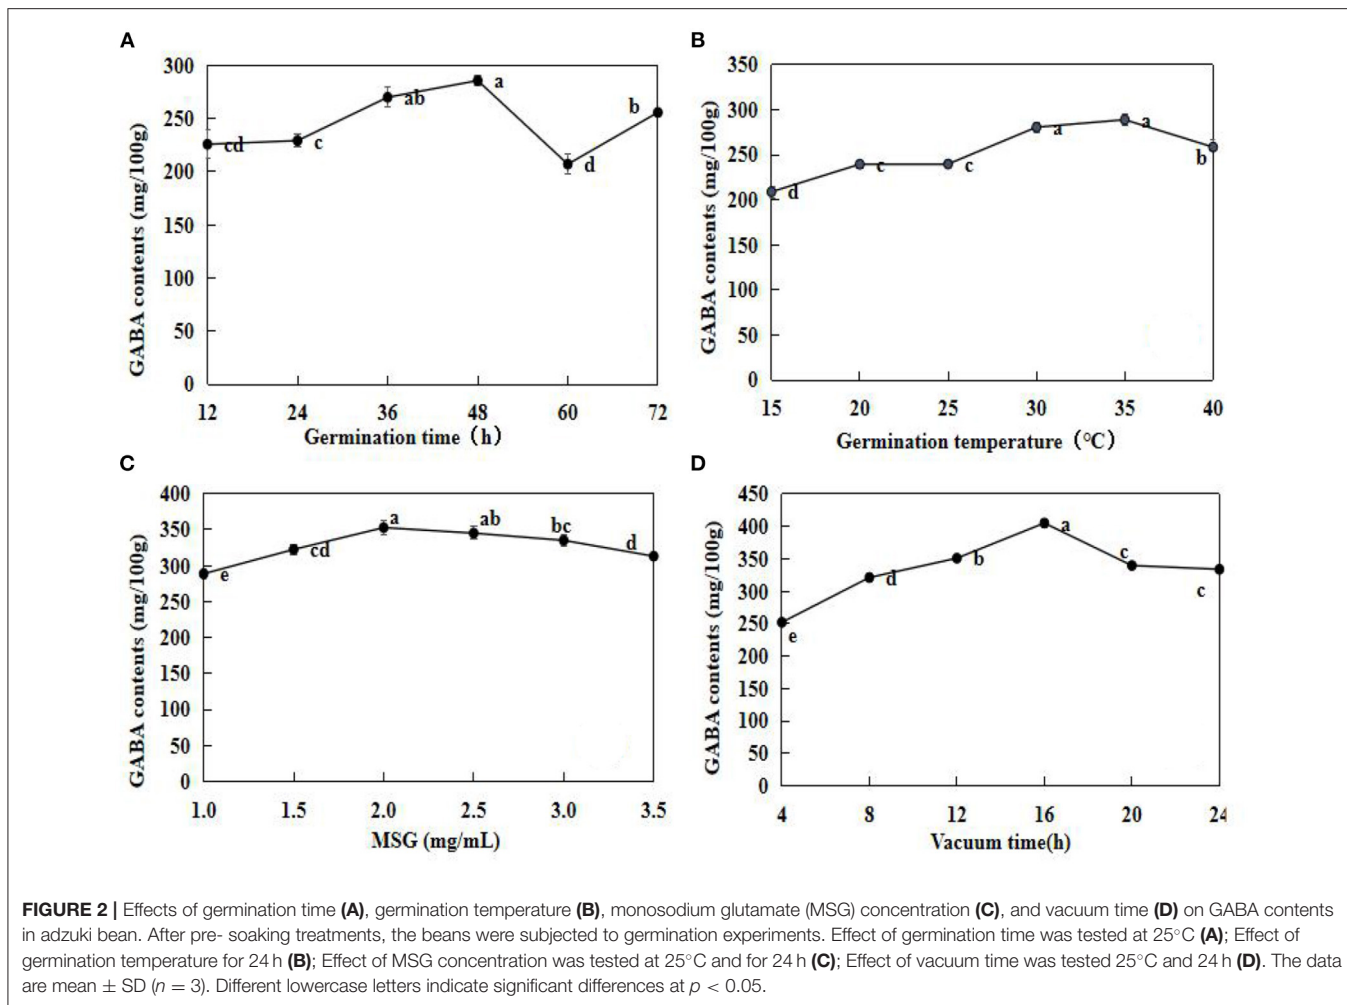 A
300
250
200
150
100
50
0
GABA contents (mg/100g)
cd
c
ab
a
d
b
12 24 36 48 60 72
Germination time (h)
B
350
300
250
200
150
100
50
0
GABA contents (mg/100g)
d
c
c
a
a
b
15 20 25 30 35 40
Germination temperature (°C)
C
400
350
300
250
200
150
100
50
0
GABA contents (mg/100g)
e
cd
a
ab
bc
d
1.0 1.5 2.0 2.5 3.0 3.5
MSG (mg/mL)
D
450
400
350
300
250
200
150
100
50
0
GABA contents (mg/100g)
e
d
b
a
c
c
4 8 12 16 20 24
Vacuum time(h)
FIGURE 2 | Effects of germination time (A), germination temperature (B), monosodium glutamate (MSG) concentration (C), and vacuum time (D) on GABA contents
in adzuki bean. After pre- soaking treatments, the beans were subjected to germination experiments. Effect of germination time was tested at 25°C (A); Effect of
germination temperature for 24 h (B); Effect of MSG concentration was tested at 25°C and for 24 h (C); Effect of vacuum time was tested 25°C and 24 h (D). The data
are mean ± SD (n = 3). Different lowercase letters indicate significant differences at p < 0.05.